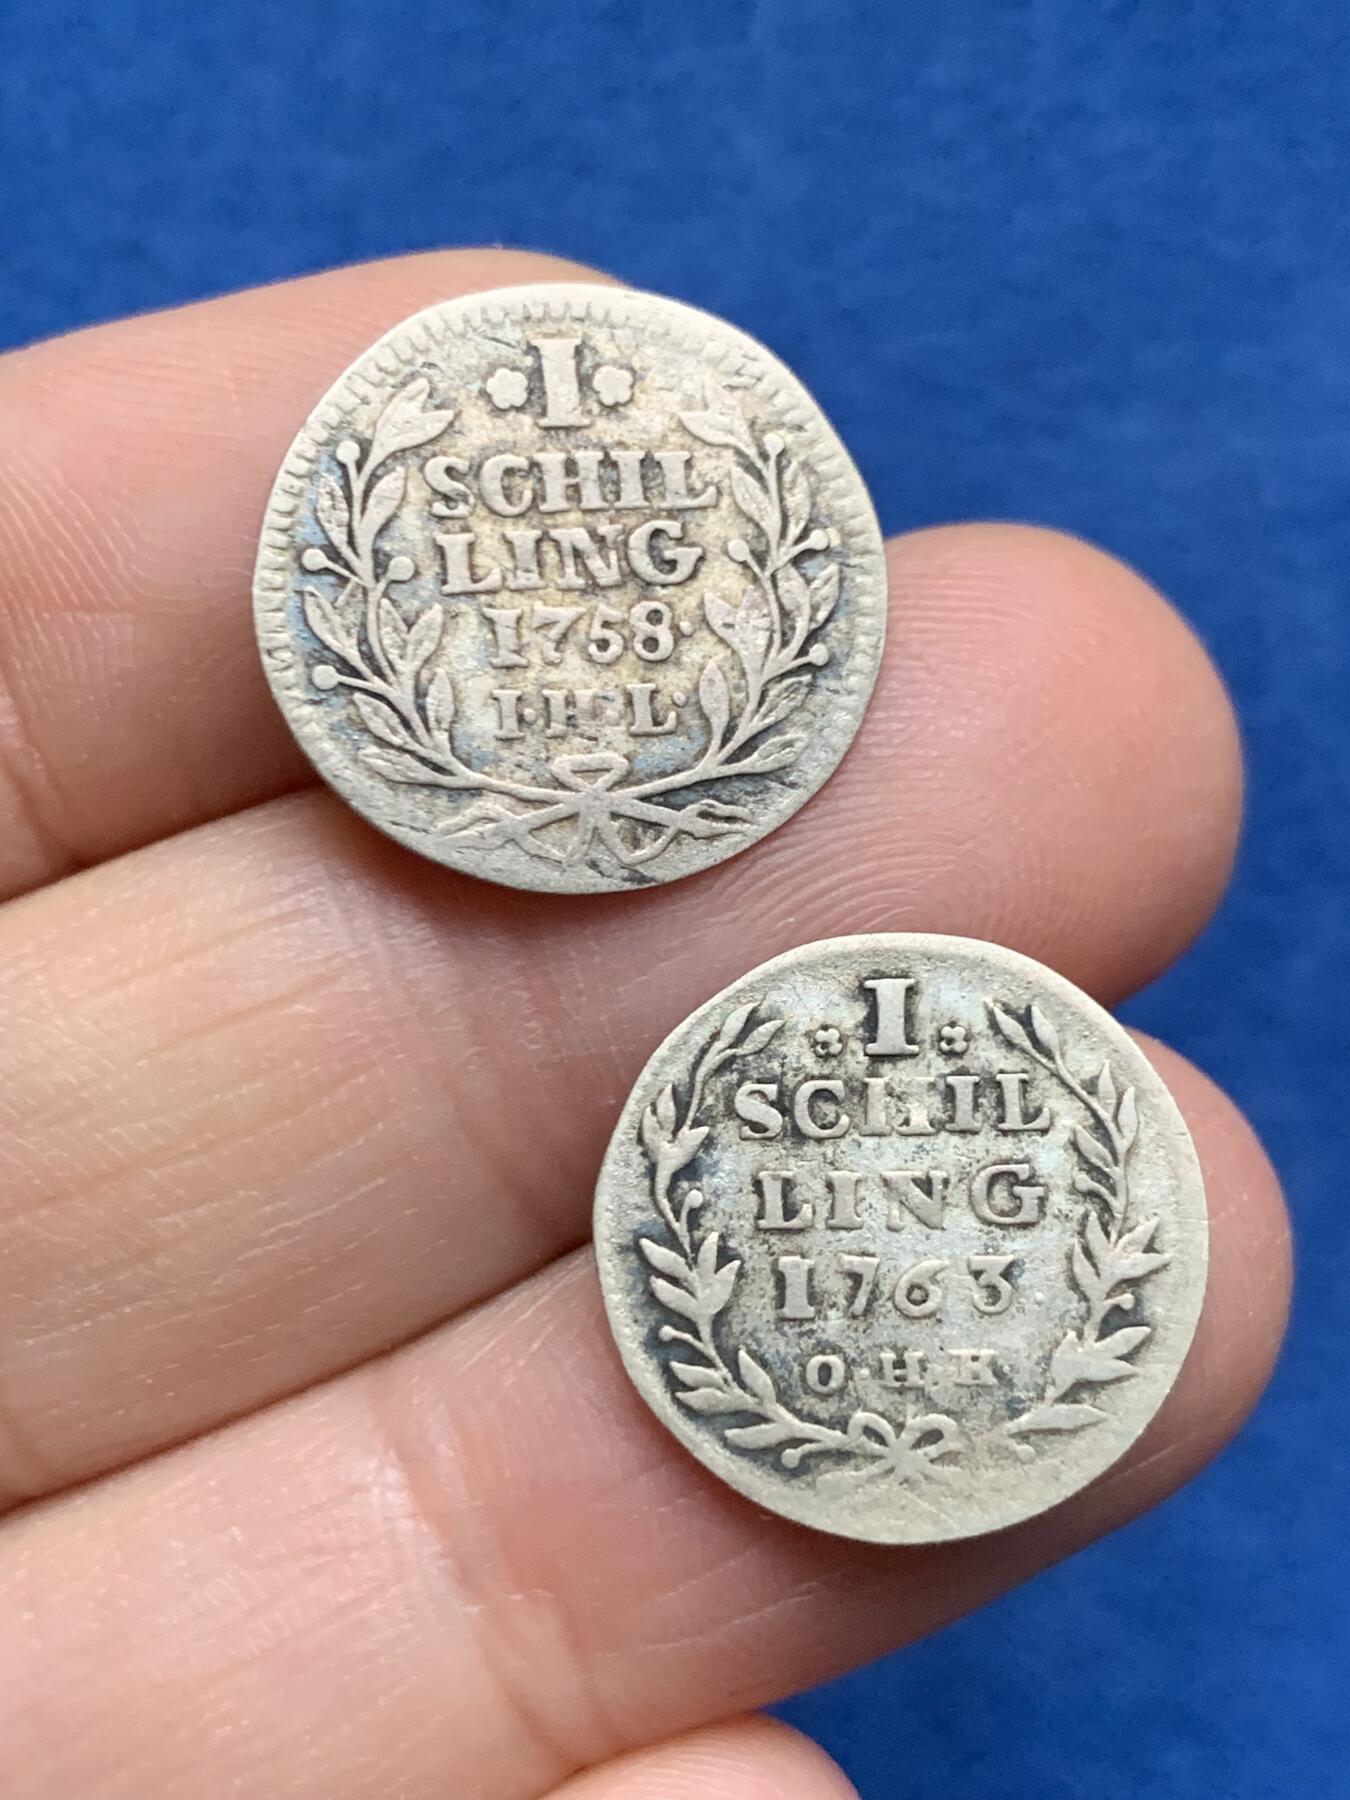 I
SCHIL
LING
1758.
I.H.L.
I
SCHIL
LING
1763.
O.H.K